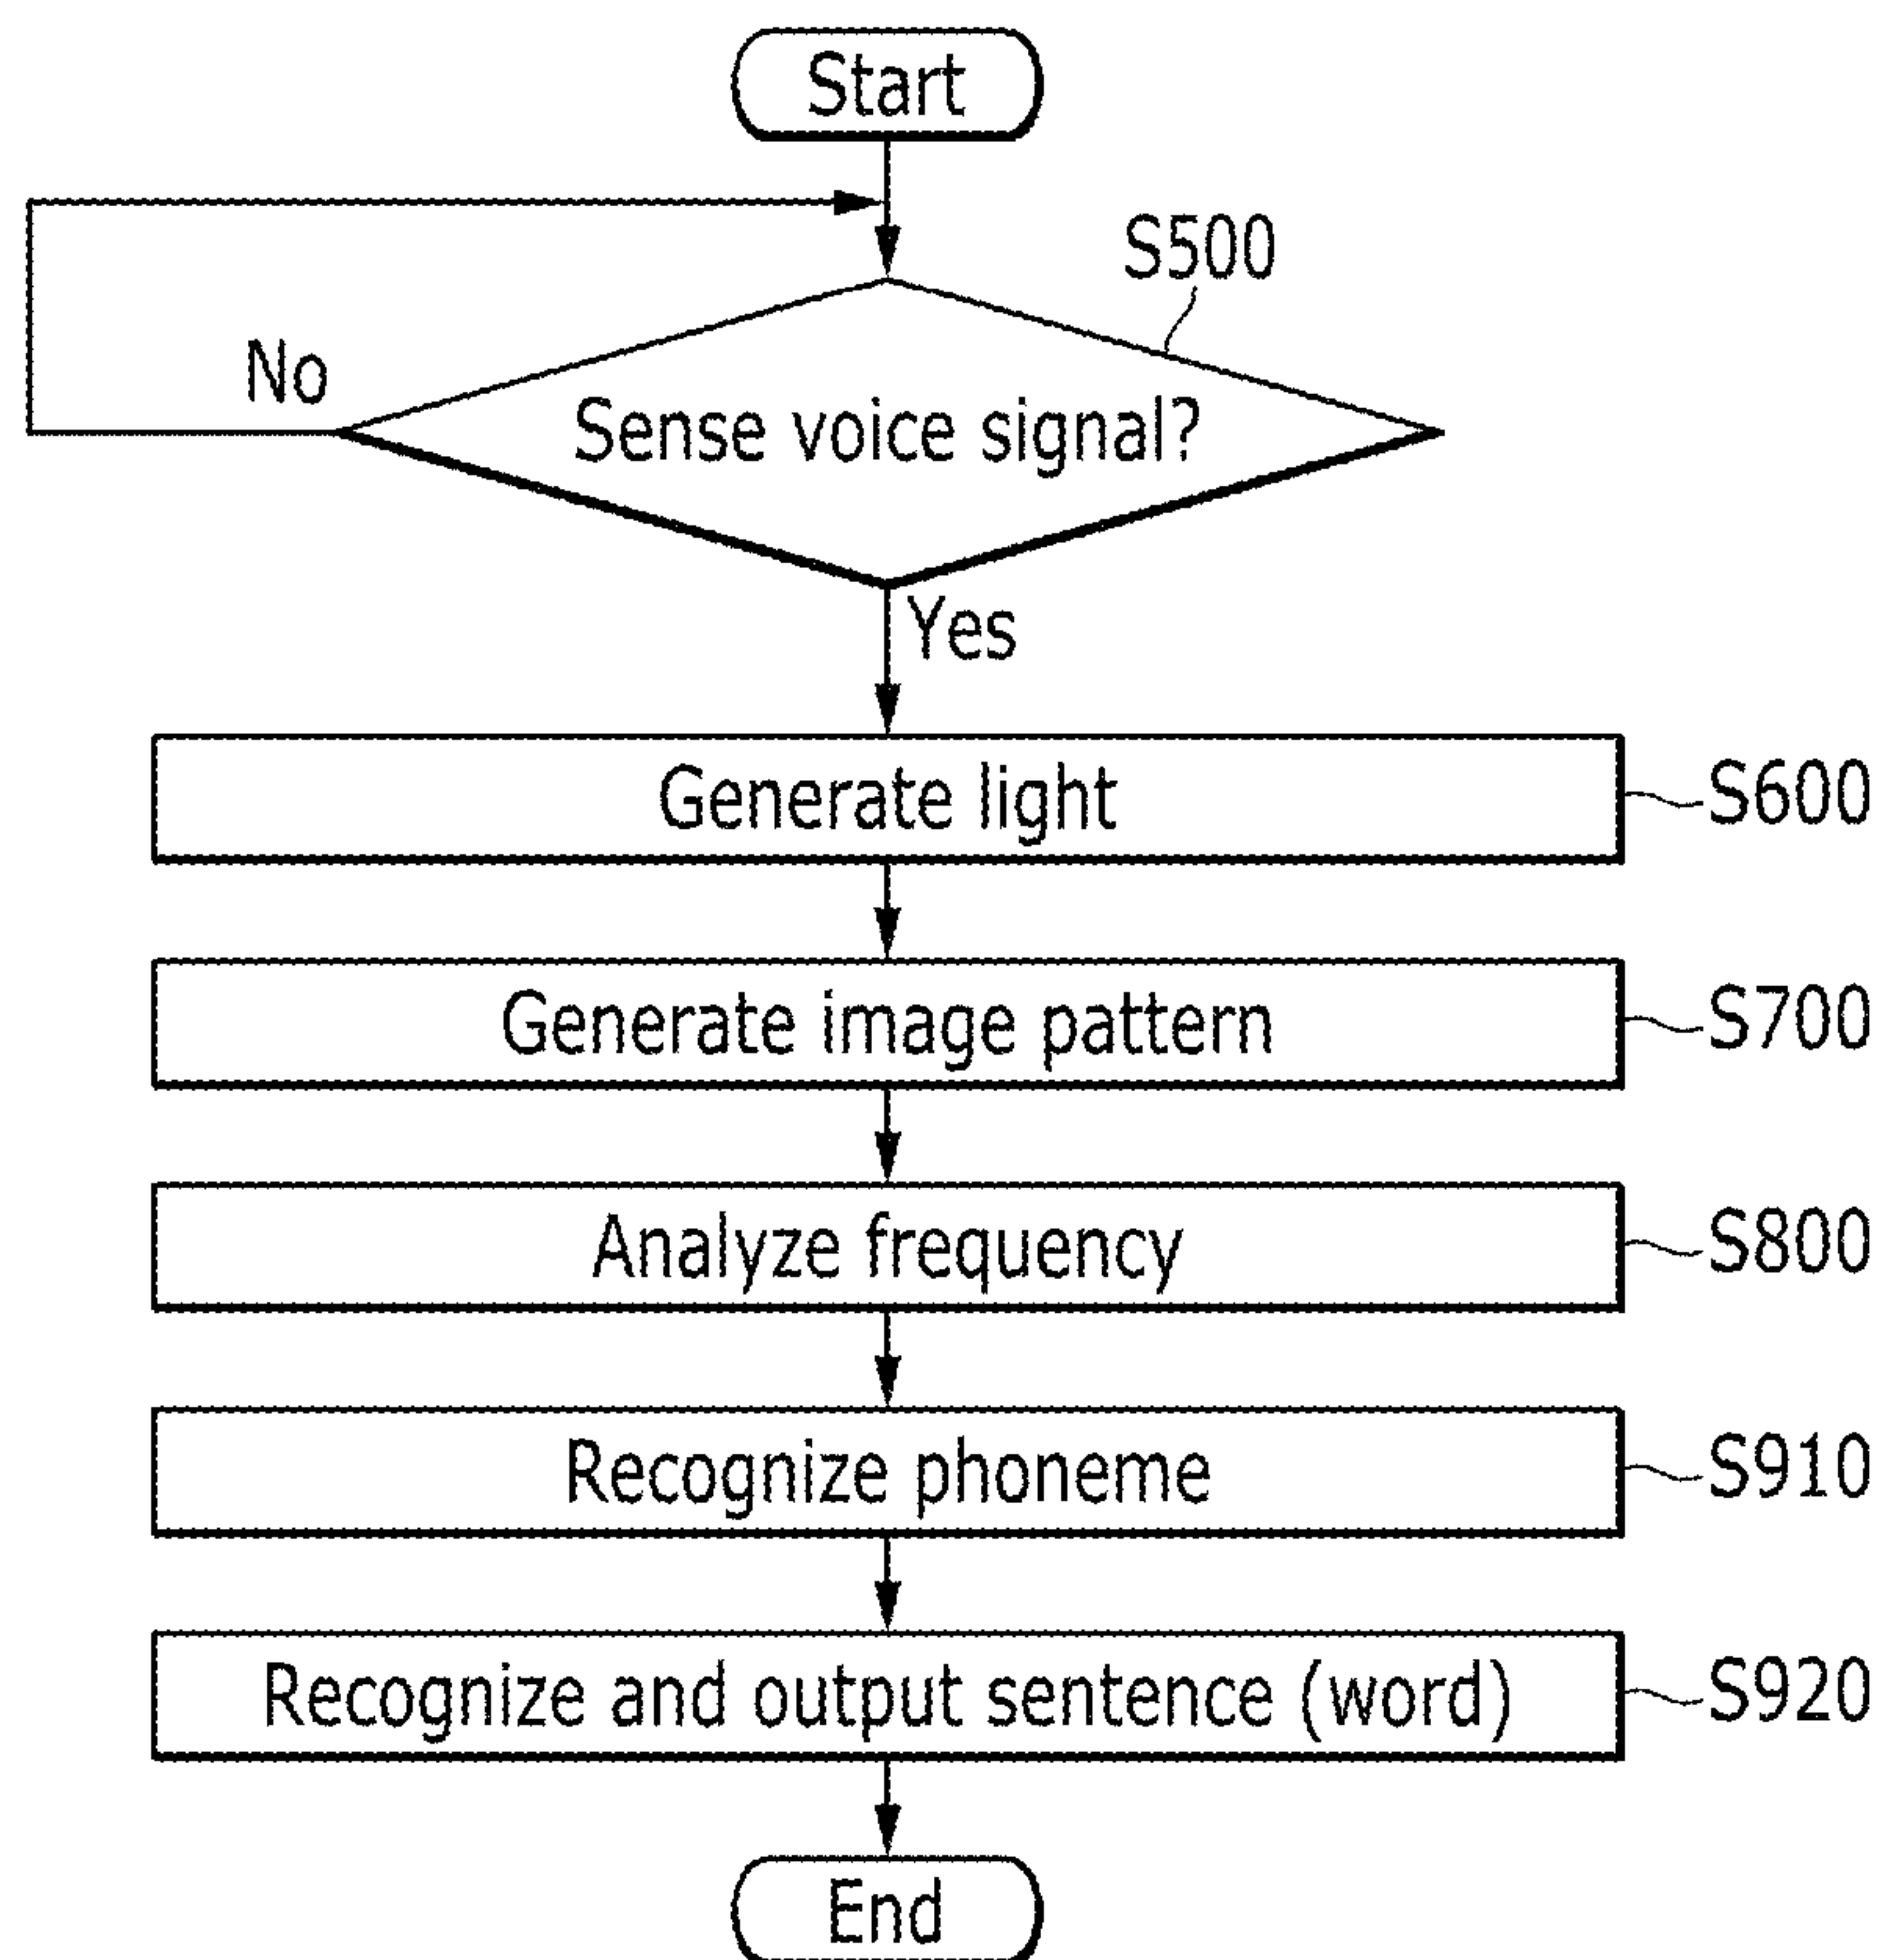 Start
S500
No
Sense voice signal?
Yes
Generate light
S600
Generate image pattern
S700
Analyze frequency
S800
Recognize phoneme
S910
Recognize and output sentence (word)
S920
End